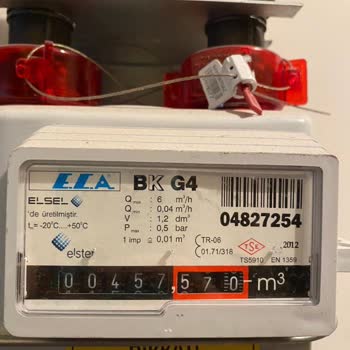 E.C.A. BK G4
ELSEL
'de üretilmiştir.
tₐ= -20°C....+50°C
elster
Qmax : 6 m³/h
Qmin : 0,04 m³/h
V : 1,2 dm³
Pmax : 0,5 bar
1 imp ≙ 0,01 m³
TR-06
01.71/318
04827254
TSE
2012
TS5910 EN 1359
00457,570 m³